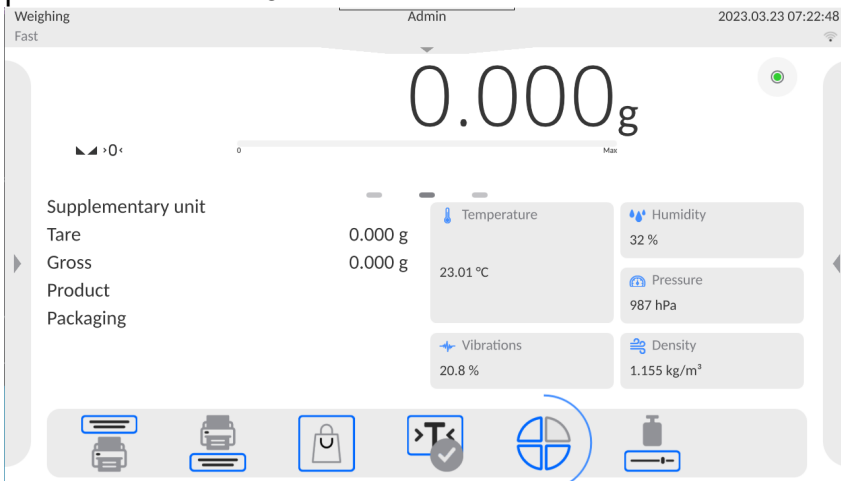 Weighing
Admin
2023.03.23 07:22:48
Fast
0.000g
›0‹
0
Max
Supplementary unit
Tare 0.000 g
Gross 0.000 g
Product
Packaging
Temperature
23.01 °C
Humidity
32 %
Pressure
987 hPa
Vibrations
20.8 %
Density
1.155 kg/m³
>T<